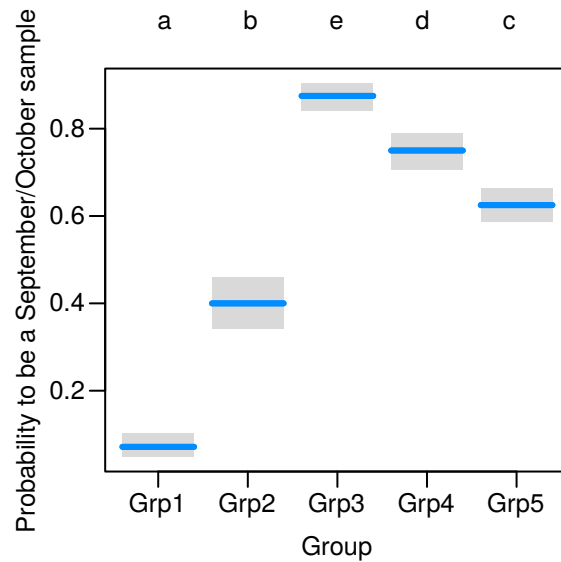 a b e d c
Probability to be a September/October sample
0.8
0.6
0.4
0.2
Grp1 Grp2 Grp3 Grp4 Grp5
Group